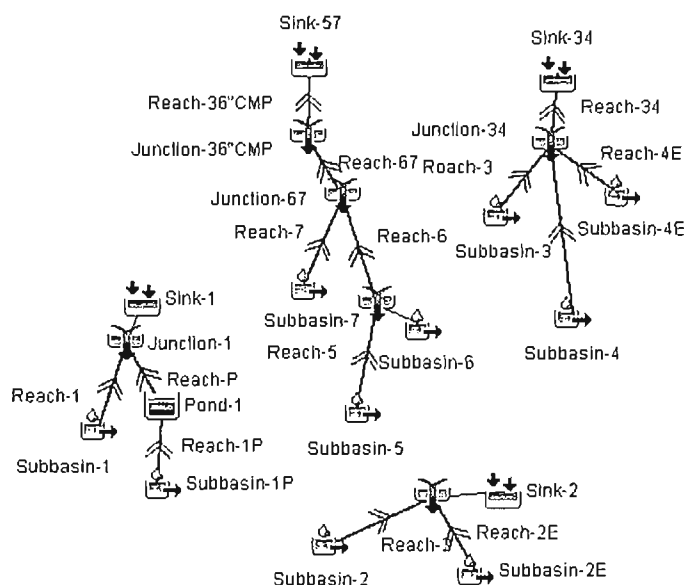 Sink-57
Sink-34
Reach-36"CMP
Reach-34
Junction-36"CMP
Junction-34
Reach-67
Roach-3
Reach-4E
Junction-67
Reach-7
Reach-6
Subbasin-3
Subbasin-4E
Sink-1
Subbasin-7
Junction-1
Reach-5
Subbasin-6
Subbasin-4
Reach-1
Reach-P
Pond-1
Reach-1P
Subbasin-1
Subbasin-5
Subbasin-1P
Sink-2
Reach-2E
Subbasin-2
Subbasin-2E